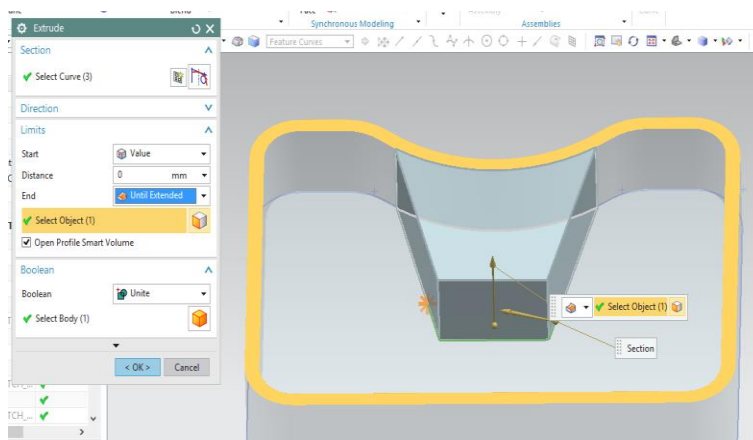 Synchronous Modeling
Assemblies
Extrude
Feature Curves
Section
Select Curve (3)
Direction
Limits
Start Value
Distance 0 mm
End Until Extended
Select Object (1)
Open Profile Smart Volume
Boolean
Boolean Unite
Select Body (1)
< OK > Cancel
Select Object (1)
Section